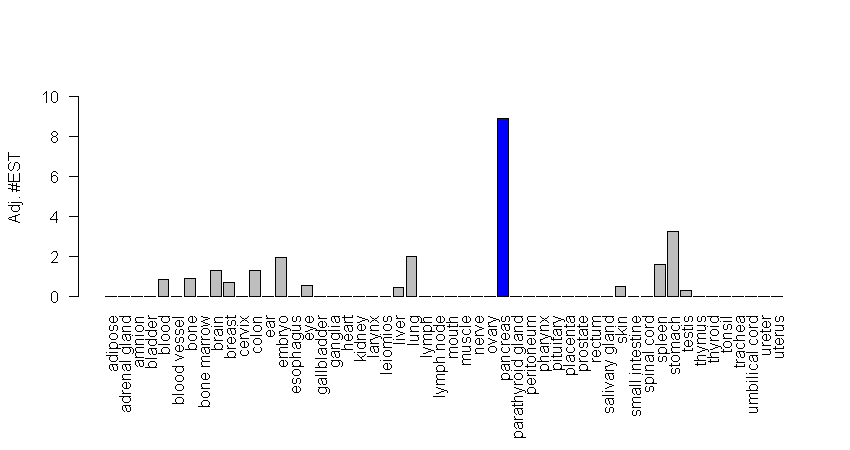 10
8
6
4
2
0
Adj. #EST
adipose
adrenal gland
amnion
bladder
blood
blood vessel
bone
bone marrow
brain
breast
cervix
colon
ear
embryo
esophagus
eye
gallbladder
ganglia
heart
kidney
larynx
leiomios
liver
lung
lymph
lymph node
mouth
muscle
nerve
ovary
pancreas
parathyroid gland
peritoneum
pharynx
pituitary
placenta
prostate
rectum
salivary gland
skin
small intestine
spinal cord
spleen
stomach
testis
thymus
thyroid
tonsil
trachea
umbilical cord
ureter
uterus